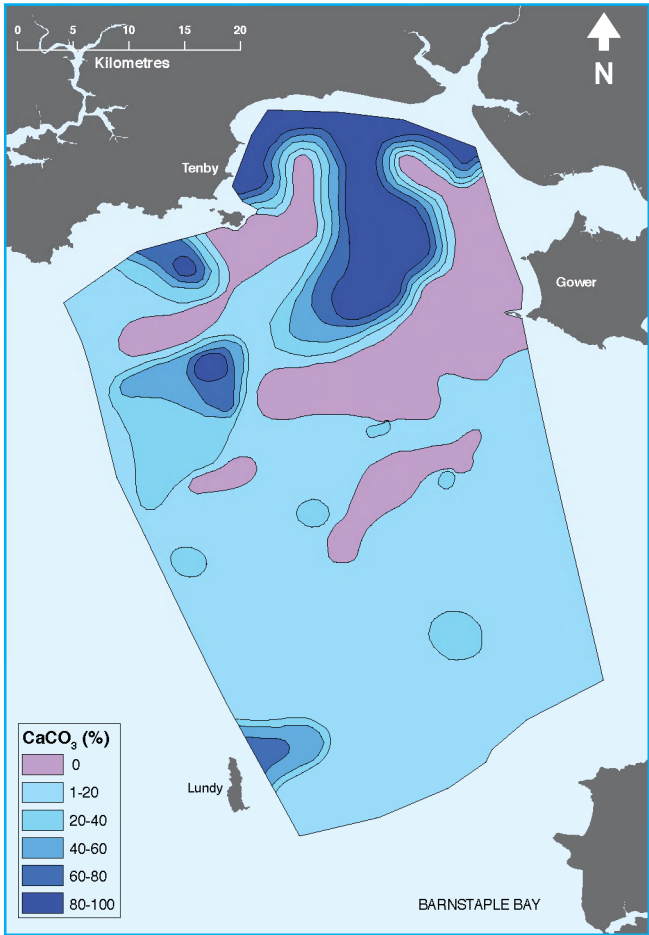 0 5 10 15 20
Kilometres
N
Tenby
Gower
CaCO₃ (%)
0
1-20
20-40
40-60
60-80
80-100
Lundy
BARNSTAPLE BAY